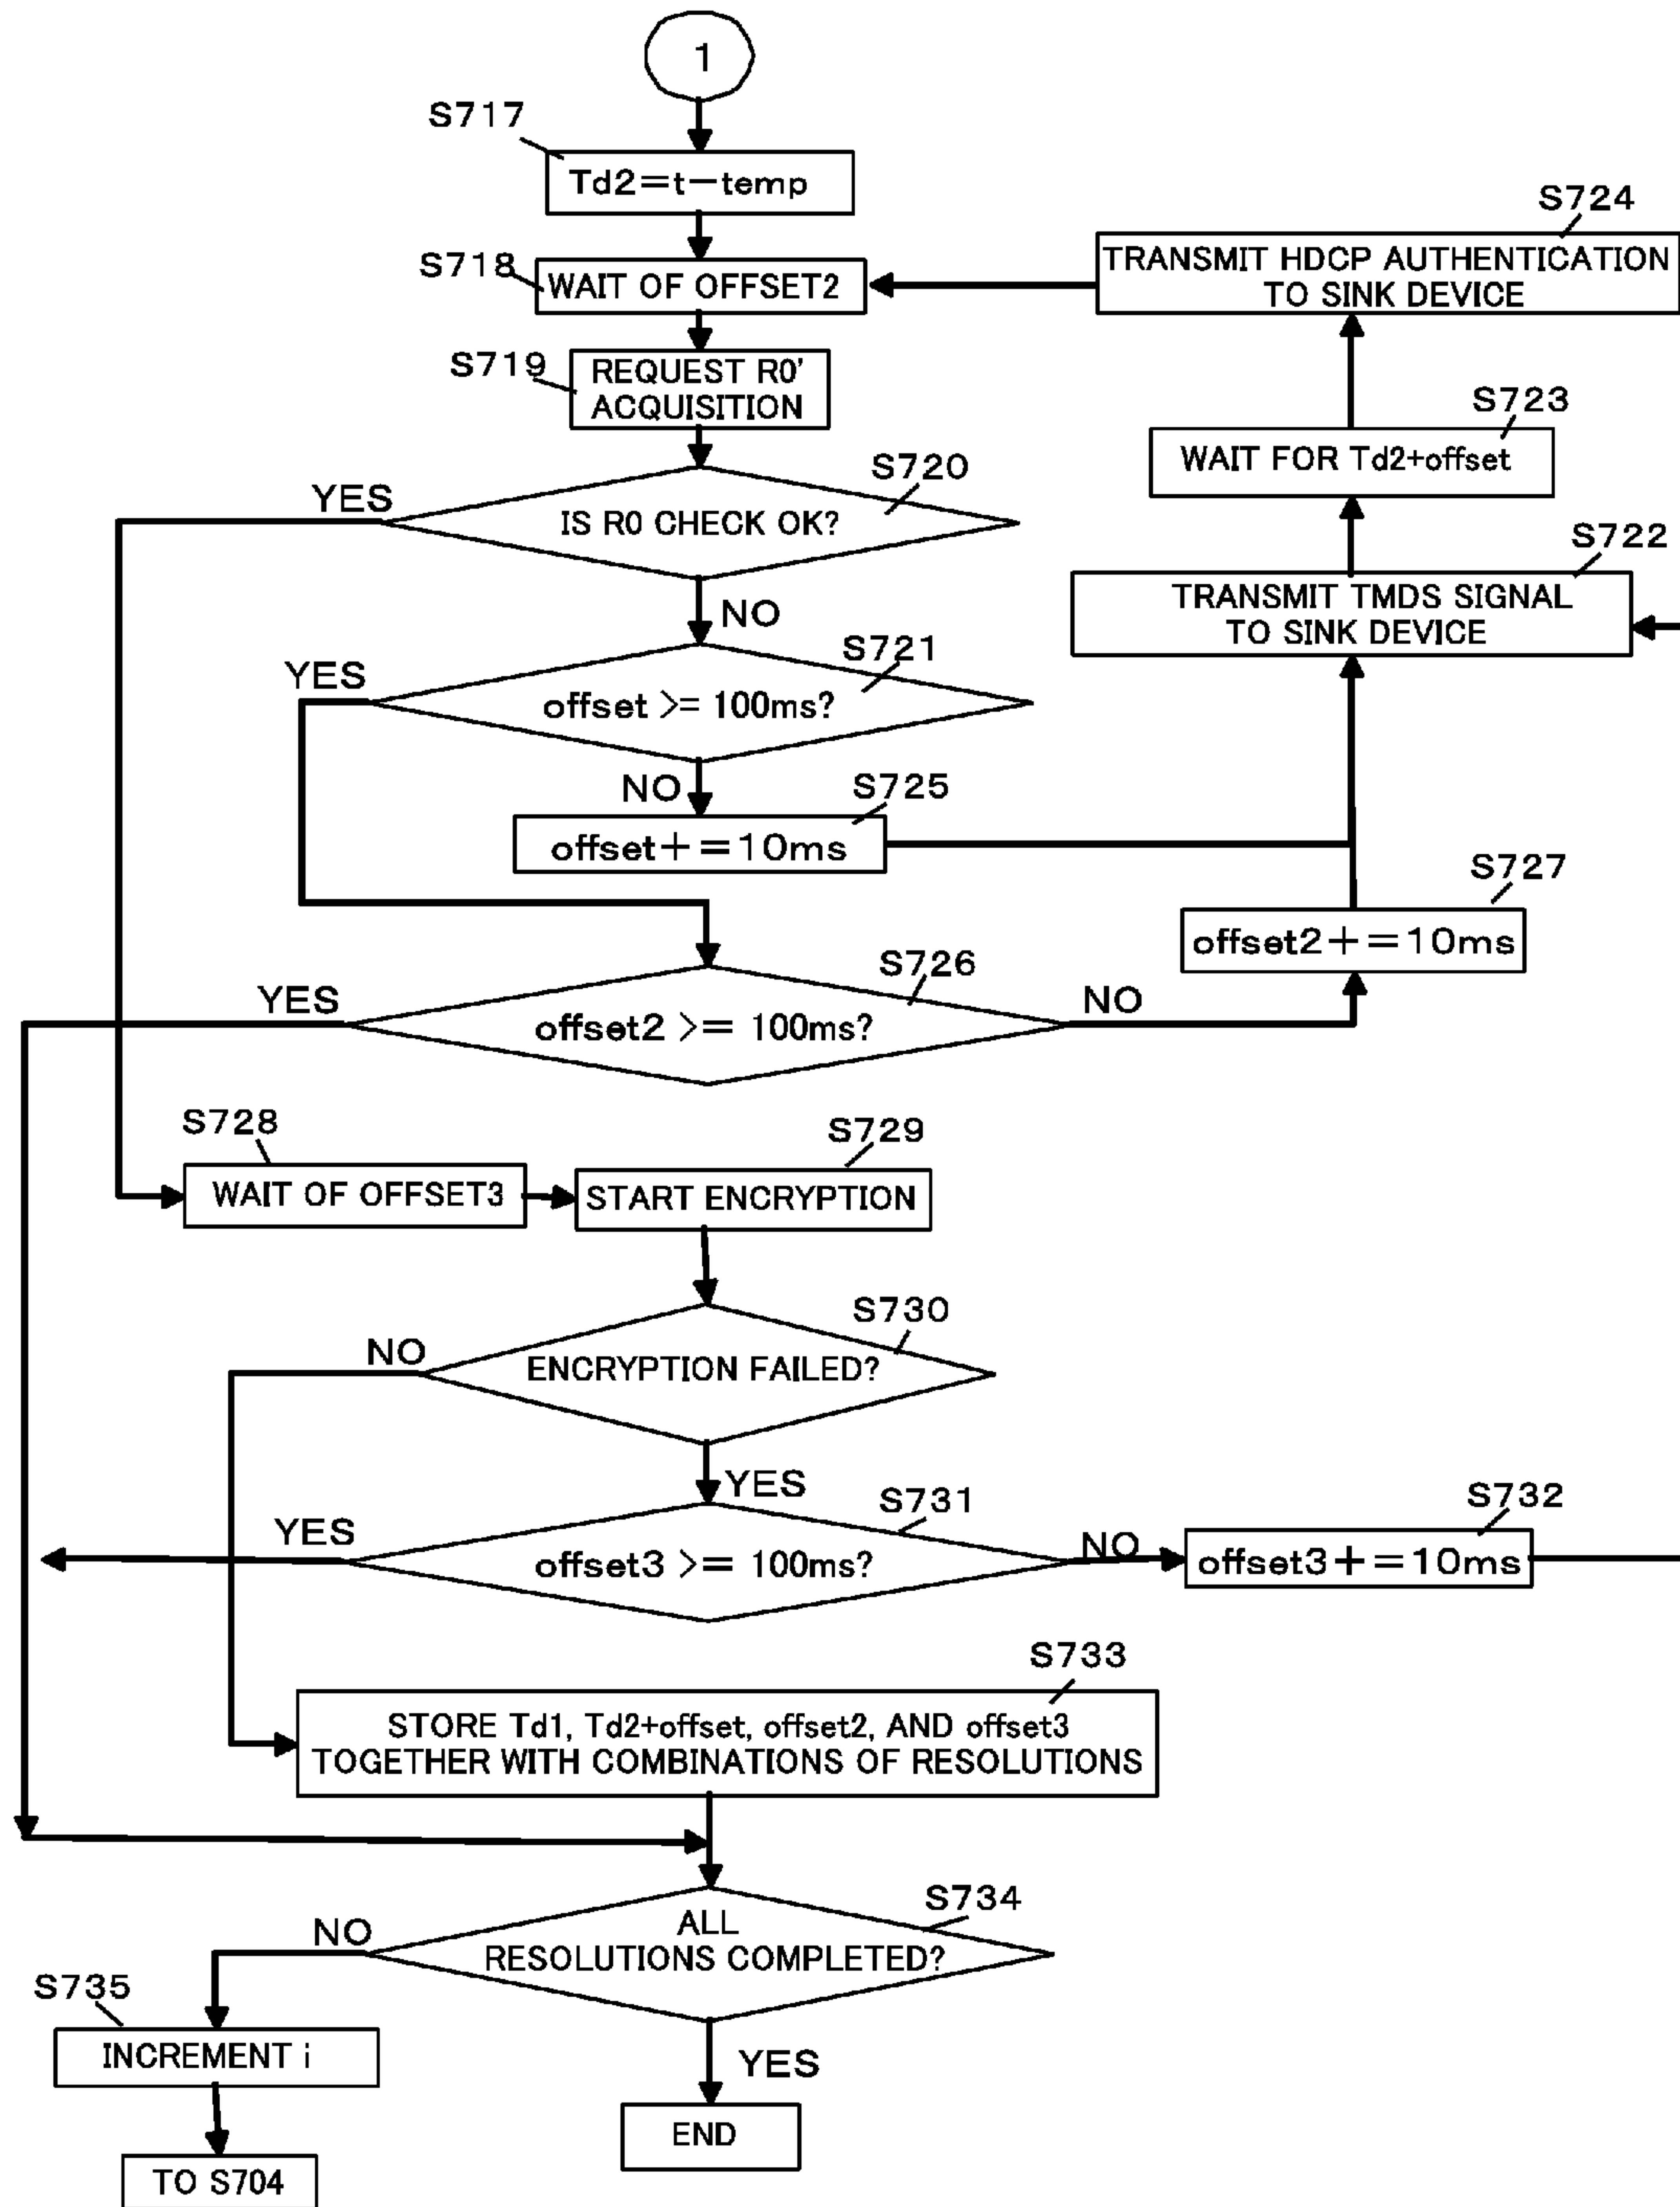 1
S717
Td2=t-temp
S724
TRANSMIT HDCP AUTHENTICATION
TO SINK DEVICE
S718
WAIT OF OFFSET2
S719
REQUEST R0'
ACQUISITION
S723
WAIT FOR Td2+offset
S720
YES
IS R0 CHECK OK?
NO
S722
TRANSMIT TMDS SIGNAL
TO SINK DEVICE
S721
YES
offset >= 100ms?
NO
S725
offset+=10ms
S727
offset2+=10ms
S726
YES
offset2 >= 100ms?
NO
S728
WAIT OF OFFSET3
S729
START ENCRYPTION
S730
NO
ENCRYPTION FAILED?
YES
S731
YES
offset3 >= 100ms?
NO
S732
offset3+=10ms
S733
STORE Td1, Td2+offset, offset2, AND offset3
TOGETHER WITH COMBINATIONS OF RESOLUTIONS
S734
NO
ALL
RESOLUTIONS COMPLETED?
S735
INCREMENT i
YES
TO S704
END